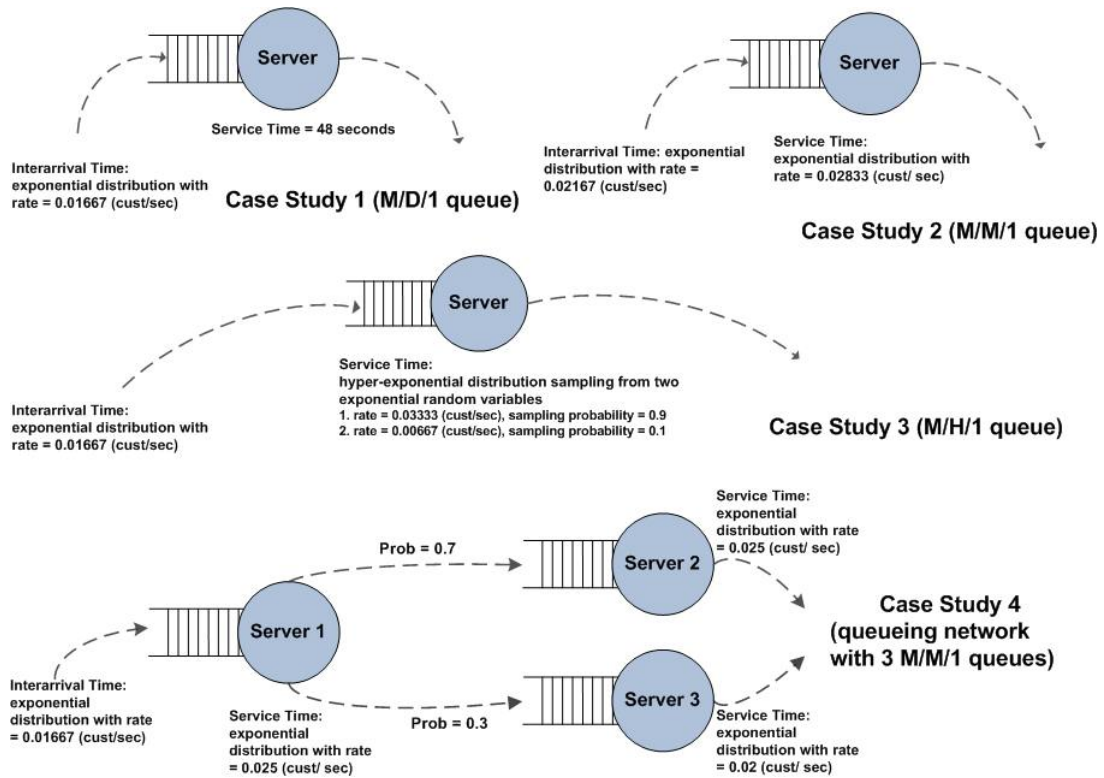 Server
Service Time = 48 seconds
Interarrival Time:
exponential distribution with
rate = 0.01667 (cust/sec)
Case Study 1 (M/D/1 queue)
Server
Interarrival Time: exponential
distribution with rate =
0.02167 (cust/sec)
Service Time:
exponential distribution with
rate = 0.02833 (cust/ sec)
Case Study 2 (M/M/1 queue)
Server
Service Time:
hyper-exponential distribution sampling from two
exponential random variables
1. rate = 0.03333 (cust/sec), sampling probability = 0.9
2. rate = 0.00667 (cust/sec), sampling probability = 0.1
Interarrival Time:
exponential distribution with
rate = 0.01667 (cust/sec)
Case Study 3 (M/H/1 queue)
Interarrival Time:
exponential
distribution with rate
= 0.01667 (cust/sec)
Server 1
Service Time:
exponential
distribution with rate
= 0.025 (cust/ sec)
Prob = 0.7
Server 2
Service Time:
exponential
distribution with rate
= 0.025 (cust/ sec)
Prob = 0.3
Server 3
Service Time:
exponential
distribution with rate
= 0.02 (cust/ sec)
Case Study 4
(queueing network
with 3 M/M/1 queues)